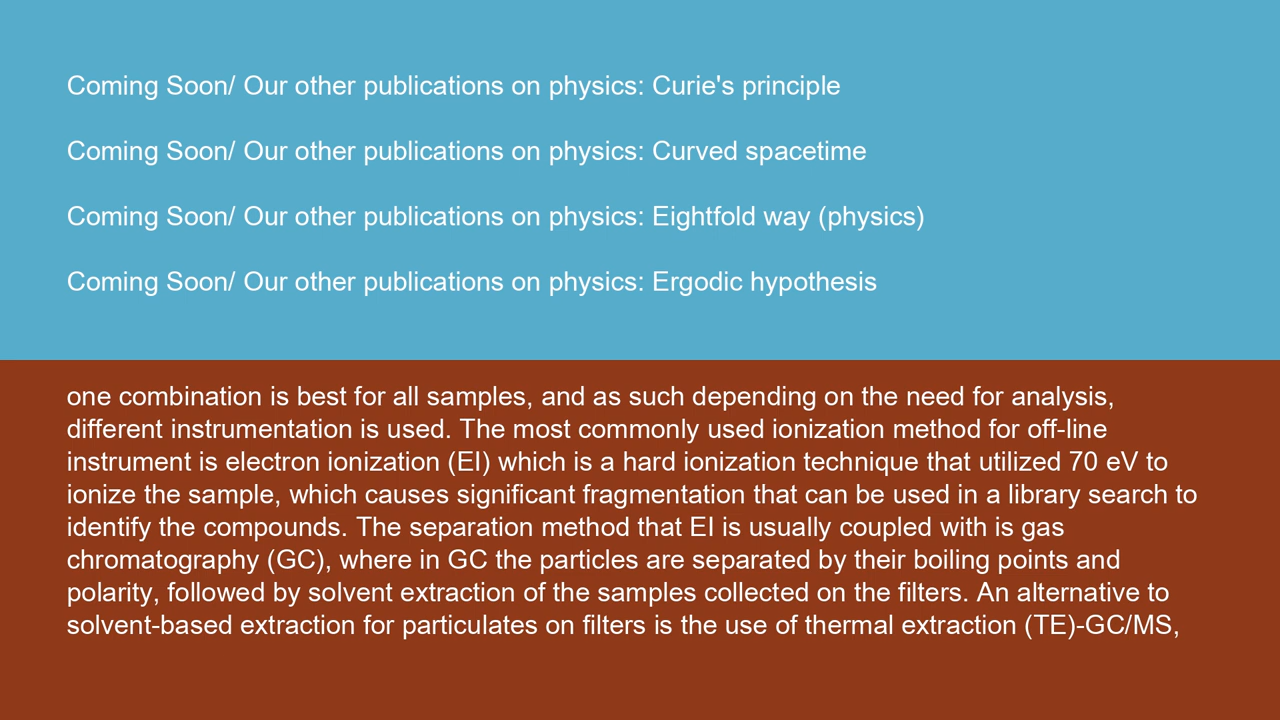 Coming Soon/ Our other publications on physics: Curie's principle
Coming Soon/ Our other publications on physics: Curved spacetime
Coming Soon/ Our other publications on physics: Eightfold way (physics)
Coming Soon/ Our other publications on physics: Ergodic hypothesis
one combination is best for all samples, and as such depending on the need for analysis,
different instrumentation is used. The most commonly used ionization method for off-line
instrument is electron ionization (EI) which is a hard ionization technique that utilized 70 eV to
ionize the sample, which causes significant fragmentation that can be used in a library search to
identify the compounds. The separation method that EI is usually coupled with is gas
chromatography (GC), where in GC the particles are separated by their boiling points and
polarity, followed by solvent extraction of the samples collected on the filters. An alternative to
solvent-based extraction for particulates on filters is the use of thermal extraction (TE)-GC/MS,